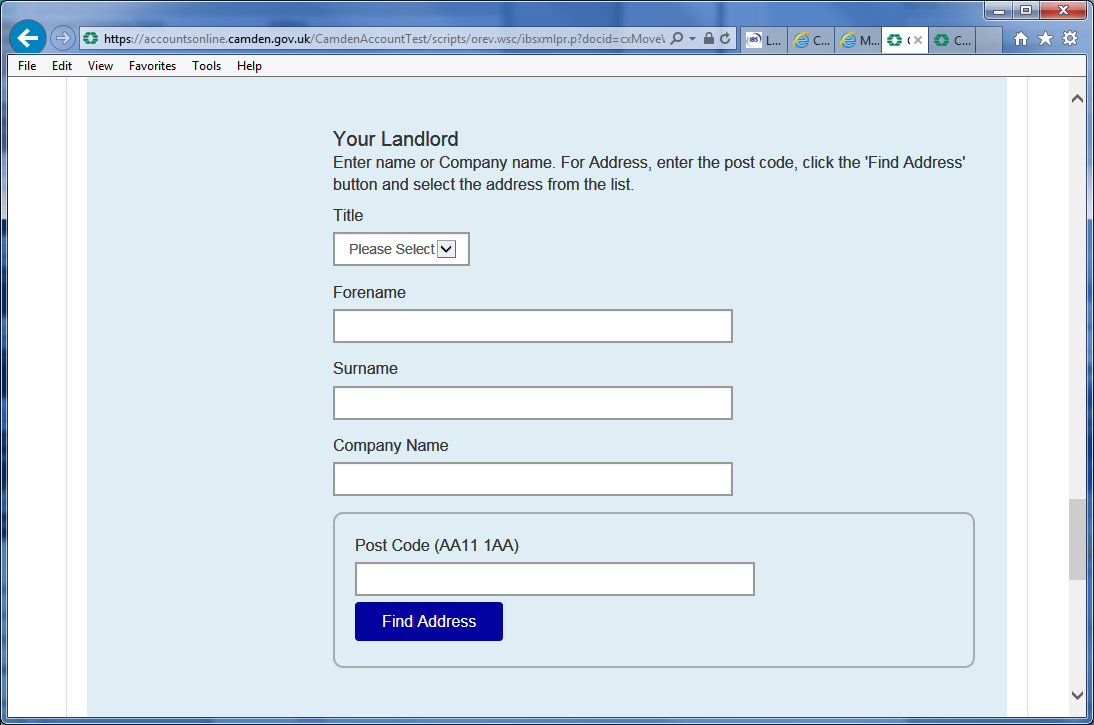 https://accountsonline.camden.gov.uk/CamdenAccountTest/scripts/orev.wsc/ibsxmlpr.p?docid=cxMove
L...
C...
M...
C...
File Edit View Favorites Tools Help
Your Landlord
Enter name or Company name. For Address, enter the post code, click the 'Find Address'
button and select the address from the list.
Title
Please Select
Forename
Surname
Company Name
Post Code (AA11 1AA)
Find Address